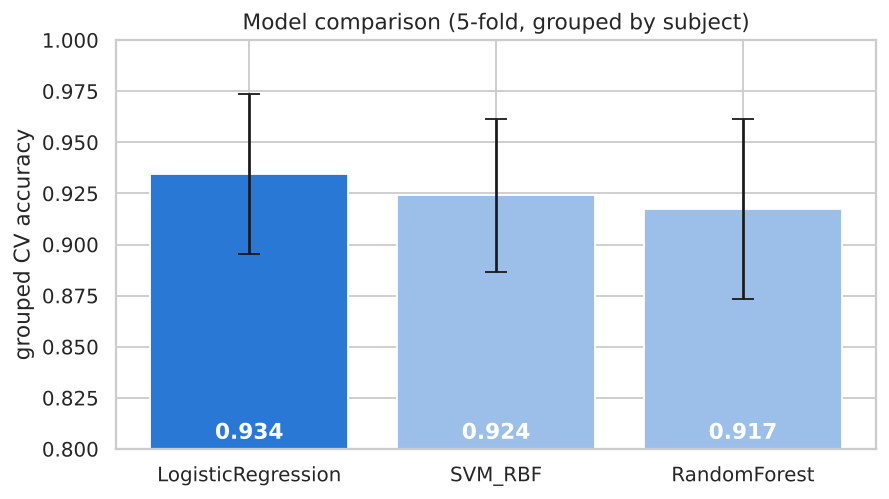 Model comparison (5-fold, grouped by subject)
grouped CV accuracy
1.000
0.975
0.950
0.925
0.900
0.875
0.850
0.825
0.800
0.934
0.924
0.917
LogisticRegression
SVM_RBF
RandomForest